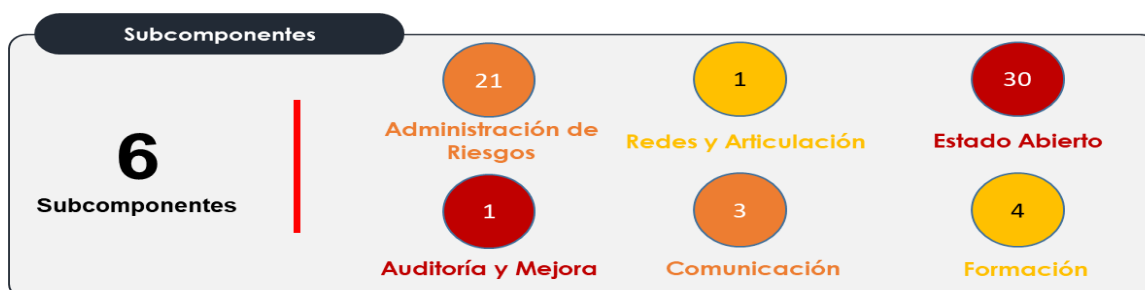 Subcomponentes
6
Subcomponentes
21
Administración de
Riesgos
1
Redes y Articulación
30
Estado Abierto
1
Auditoría y Mejora
3
Comunicación
4
Formación